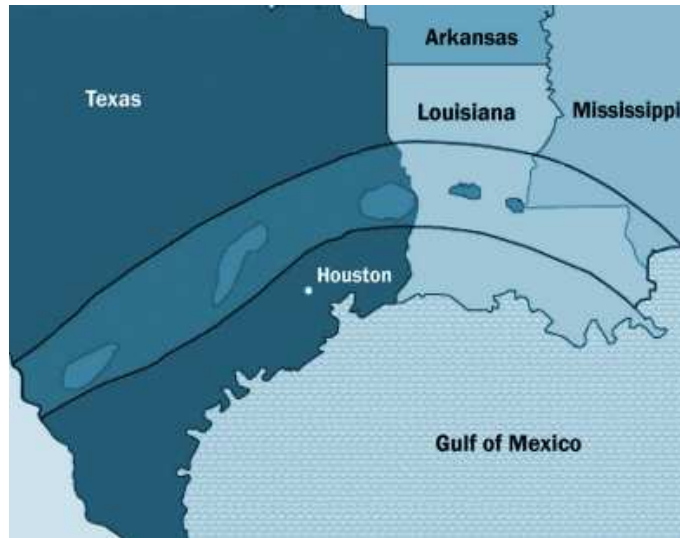 Arkansas
Texas
Louisiana
Mississippi
Houston
Gulf of Mexico